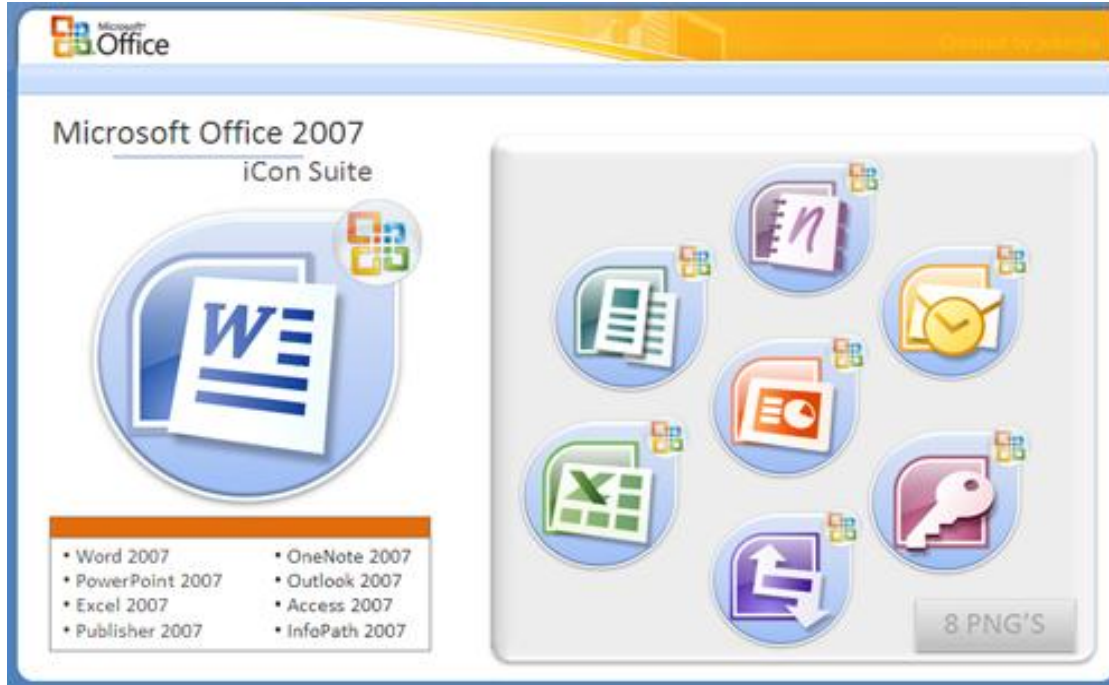 Microsoft
Office
Microsoft Office 2007
iCon Suite
W
n
X
• Word 2007
• PowerPoint 2007
• Excel 2007
• Publisher 2007
• OneNote 2007
• Outlook 2007
• Access 2007
• InfoPath 2007
8 PNG'S